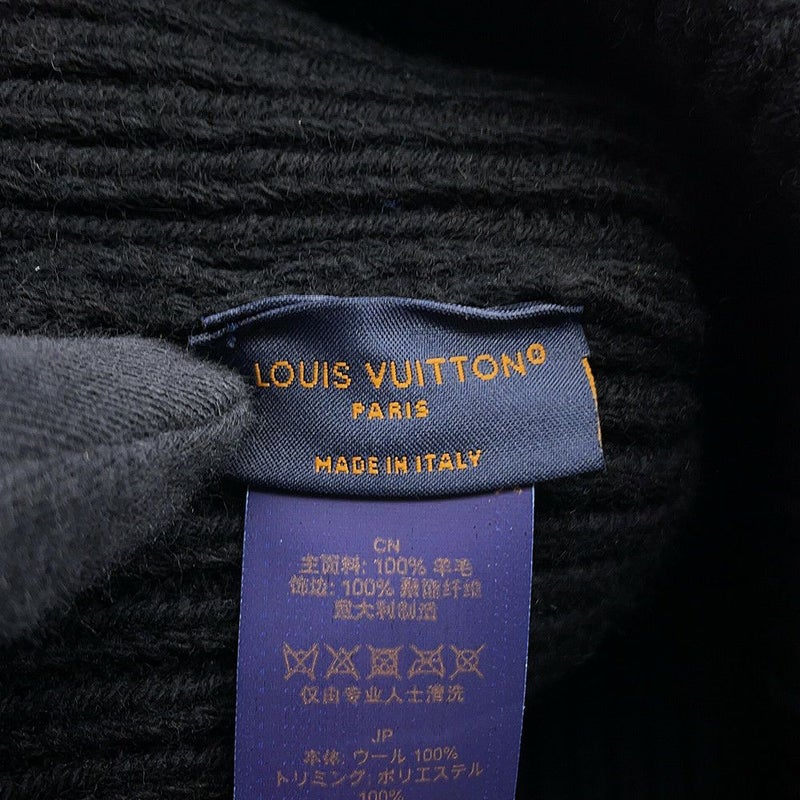 LOUIS VUITTON®
PARIS
MADE IN ITALY
CN
主面料: 100% 羊毛
饰边: 100% 聚酯纤维
意大利制造
仅由专业人士清洗
JP
本体: ウール 100%
トリミング: ポリエステル
100%